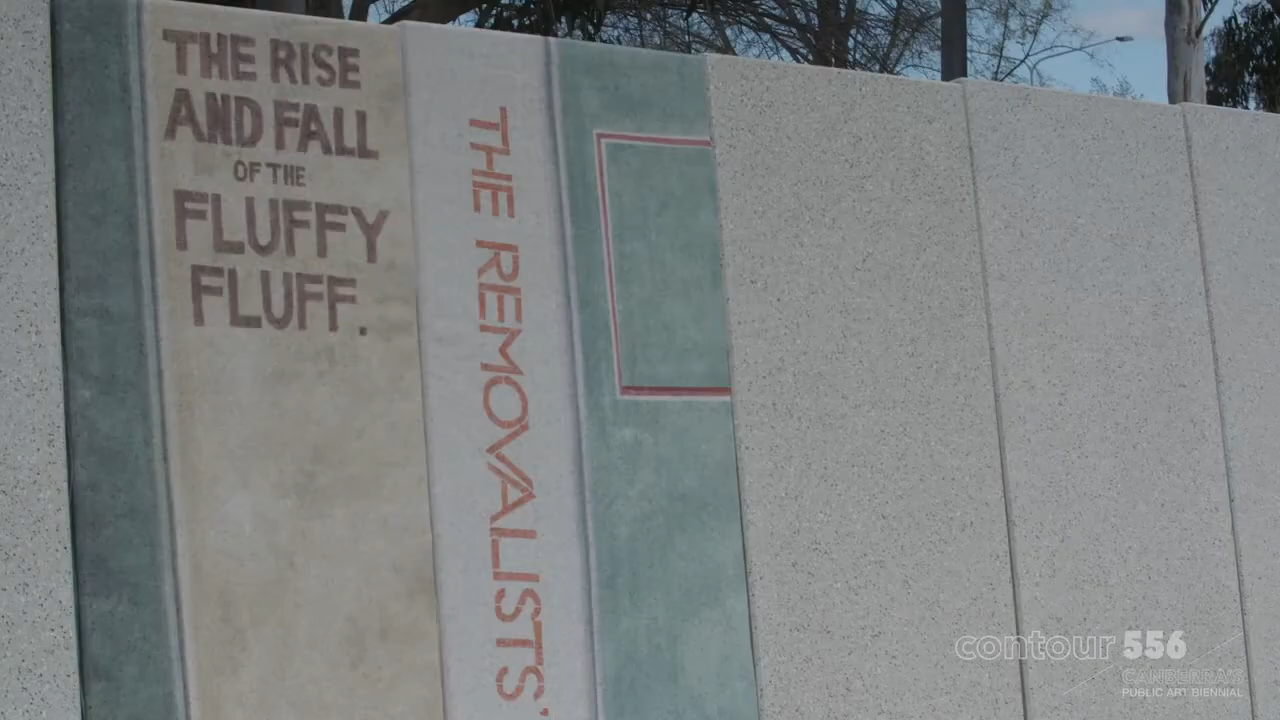 THE RISE
AND FALL
OF THE
FLUFFY
FLUFF.
THE REMOVALISTS'
contour 556
CANBERRA'S
PUBLIC ART BIENNIAL